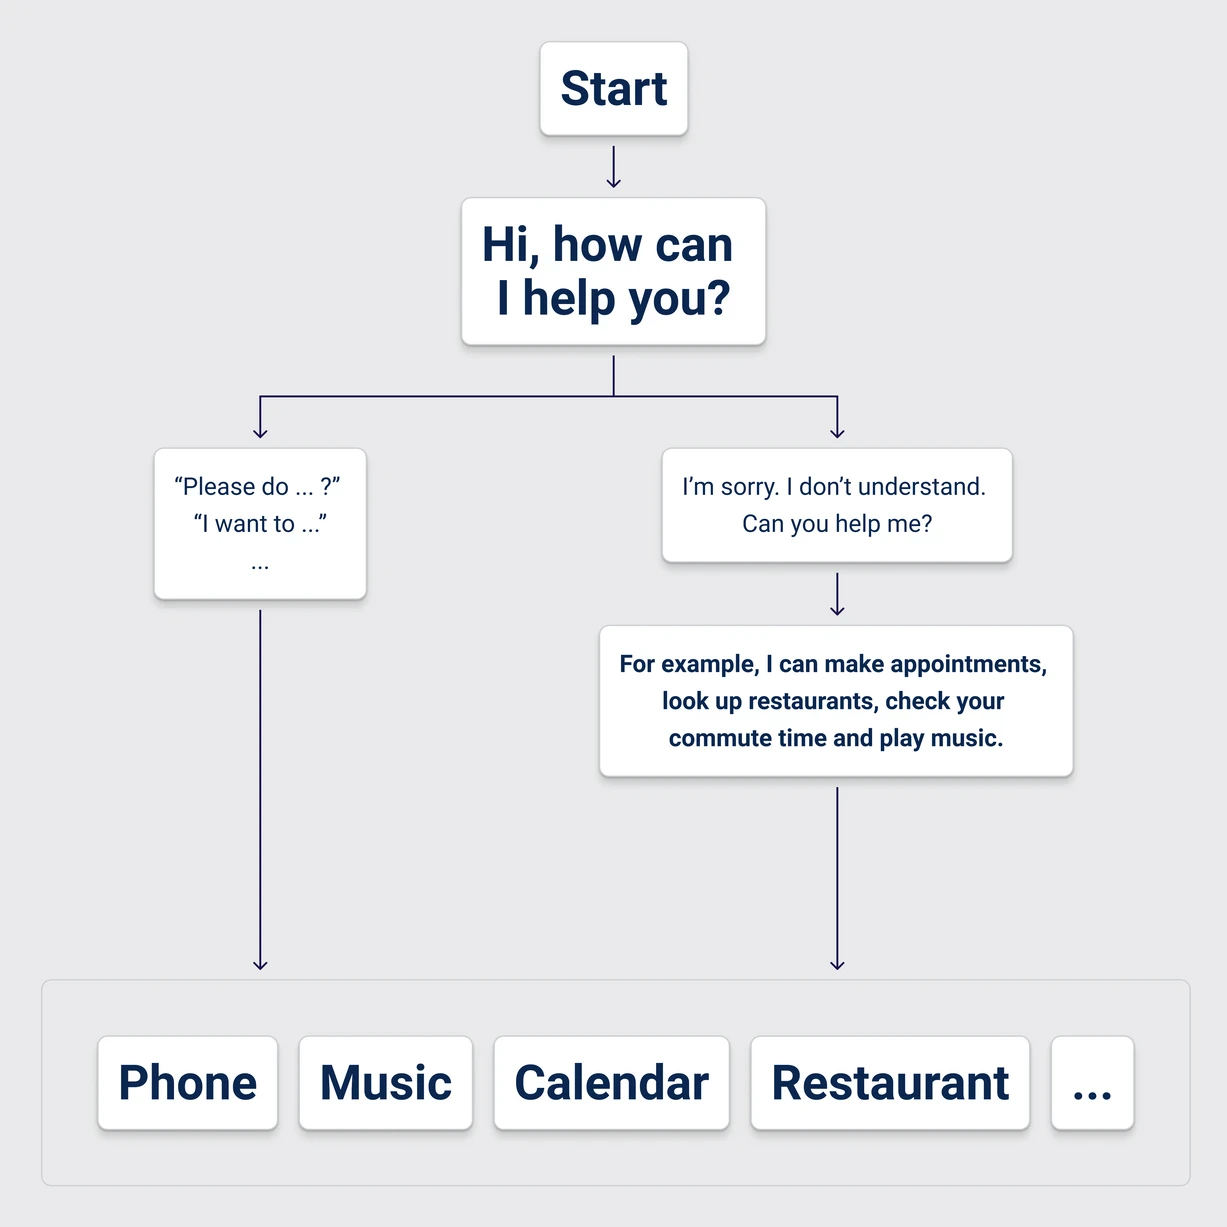 Start
Hi, how can
I help you?
“Please do ... ?”
“I want to ...”
...
I’m sorry. I don’t understand.
Can you help me?
For example, I can make appointments,
look up restaurants, check your
commute time and play music.
Phone
Music
Calendar
Restaurant
...